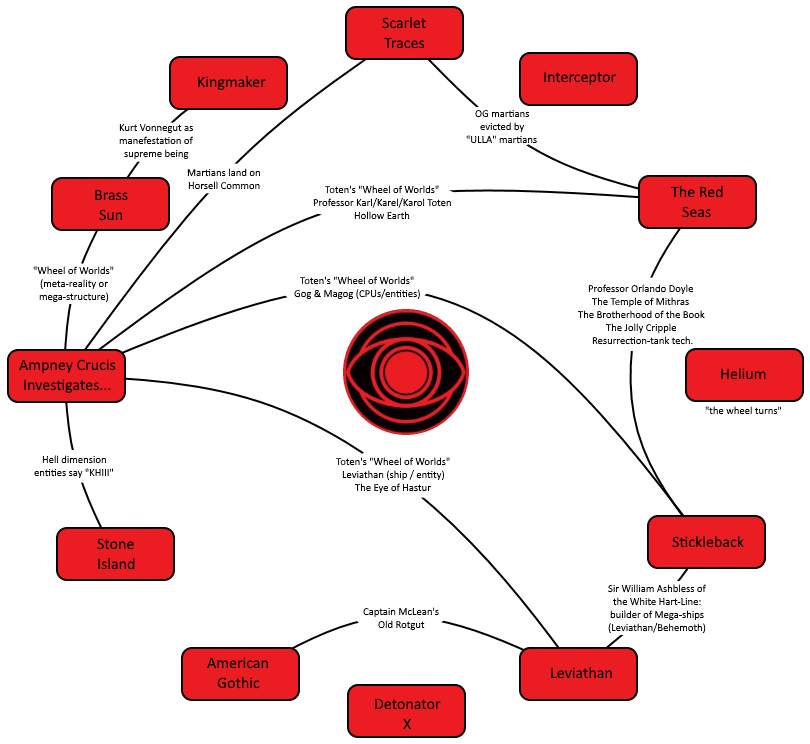 Scarlet
Traces
Kingmaker
Interceptor
OG martians
evicted by
"ULLA" martians
Kurt Vonnegut as
manefestation of
supreme being
Martians land on
Horsell Common
Brass
Sun
Toten's "Wheel of Worlds"
Professor Karl/Karel/Karol Toten
Hollow Earth
The Red
Seas
"Wheel of Worlds"
(meta-reality or
mega-structure)
Toten's "Wheel of Worlds"
Gog & Magog (CPUs/entities)
Professor Orlando Doyle
The Temple of Mithras
The Brotherhood of the Book
The Jolly Cripple
Resurrection-tank tech.
Ampney Crucis
Investigates...
Helium
"the wheel turns"
Hell dimension
entities say "KHIII"
Toten's "Wheel of Worlds"
Leviathan (ship / entity)
The Eye of Hastur
Stone
Island
Stickleback
Sir William Ashbless of
the White Hart-Line:
builder of Mega-ships
(Leviathan/Behemoth)
Captain McLean's
Old Rotgut
American
Gothic
Leviathan
Detonator
X